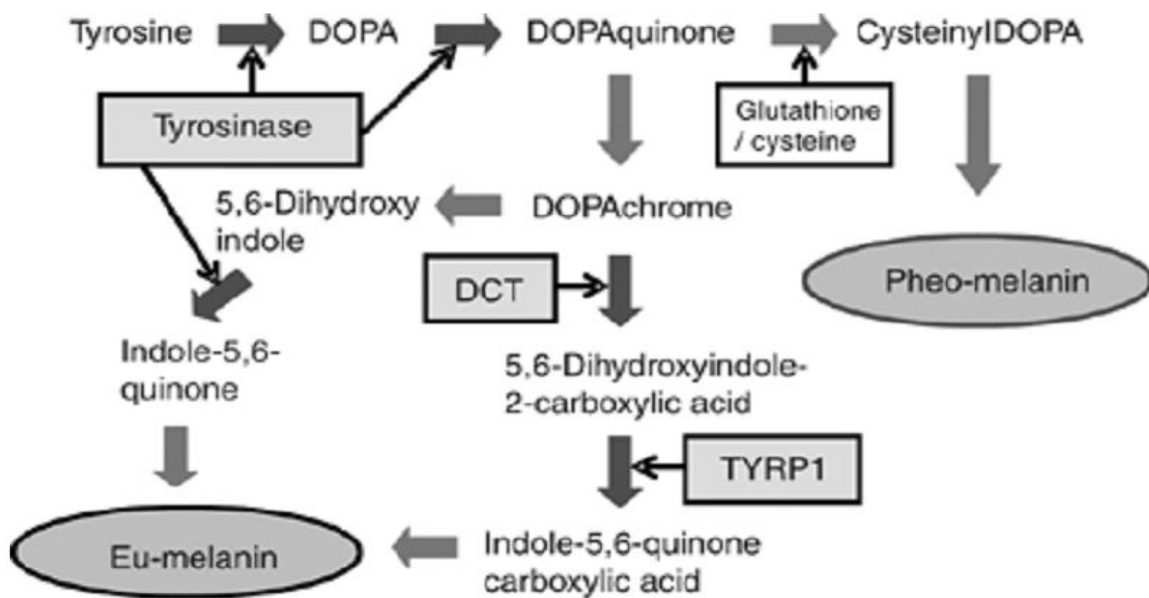 Tyrosine
DOPA
DOPAquinone
CysteinylDOPA
Tyrosinase
Glutathione
/ cysteine
5,6-Dihydroxy
indole
DOPAchrome
DCT
Pheo-melanin
Indole-5,6-
quinone
5,6-Dihydroxyindole-
2-carboxylic acid
TYRP1
Eu-melanin
Indole-5,6-quinone
carboxylic acid